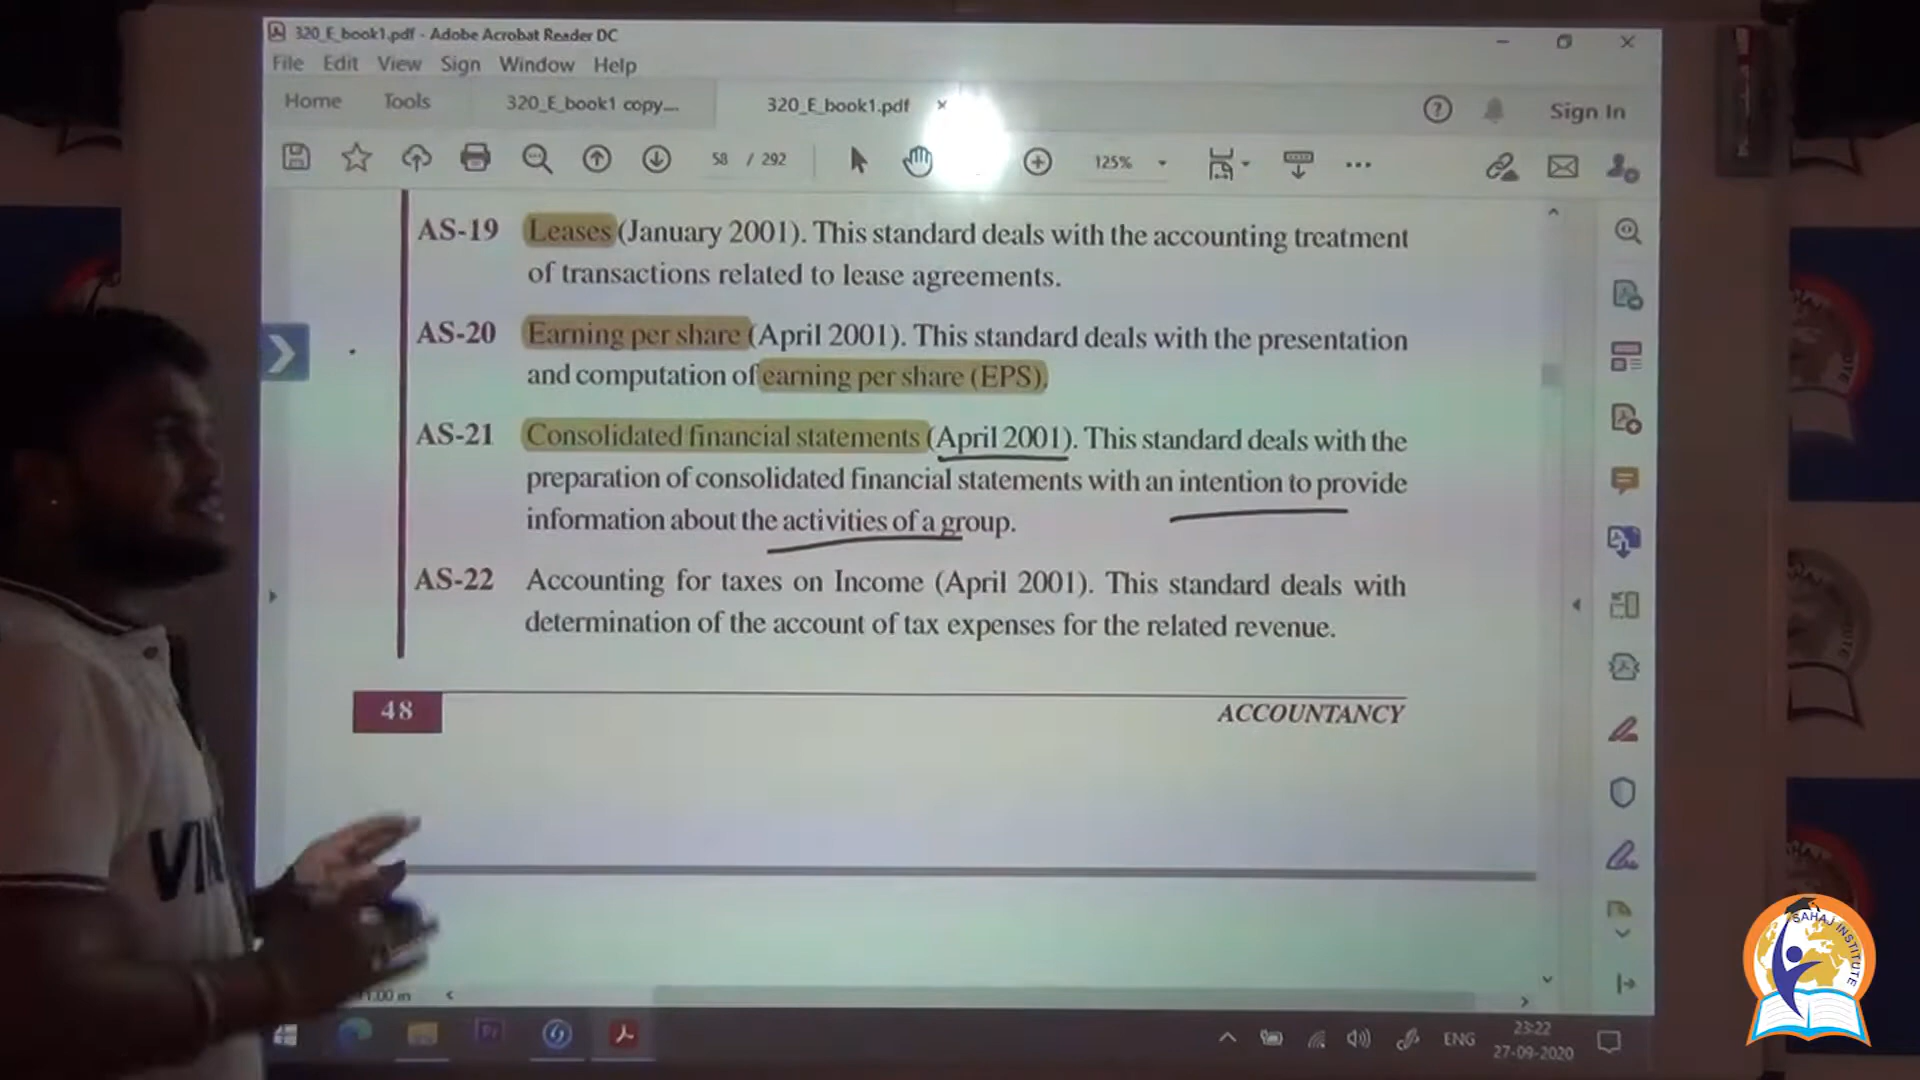 320_E_book1.pdf - Adobe Acrobat Reader DC
File Edit View Sign Window Help
Home Tools 320_E_book1 copy... 320_E_book1.pdf × Sign In
58 / 292 125%
AS-19 Leases (January 2001). This standard deals with the accounting treatment
of transactions related to lease agreements.
AS-20 Earning per share (April 2001). This standard deals with the presentation
and computation of earning per share (EPS).
AS-21 Consolidated financial statements (April 2001). This standard deals with the
preparation of consolidated financial statements with an intention to provide
information about the activities of a group.
AS-22 Accounting for taxes on Income (April 2001). This standard deals with
determination of the account of tax expenses for the related revenue.
48 ACCOUNTANCY
Pr
ENG
23:22
27-09-2020
SAHAJ INSTITUTE